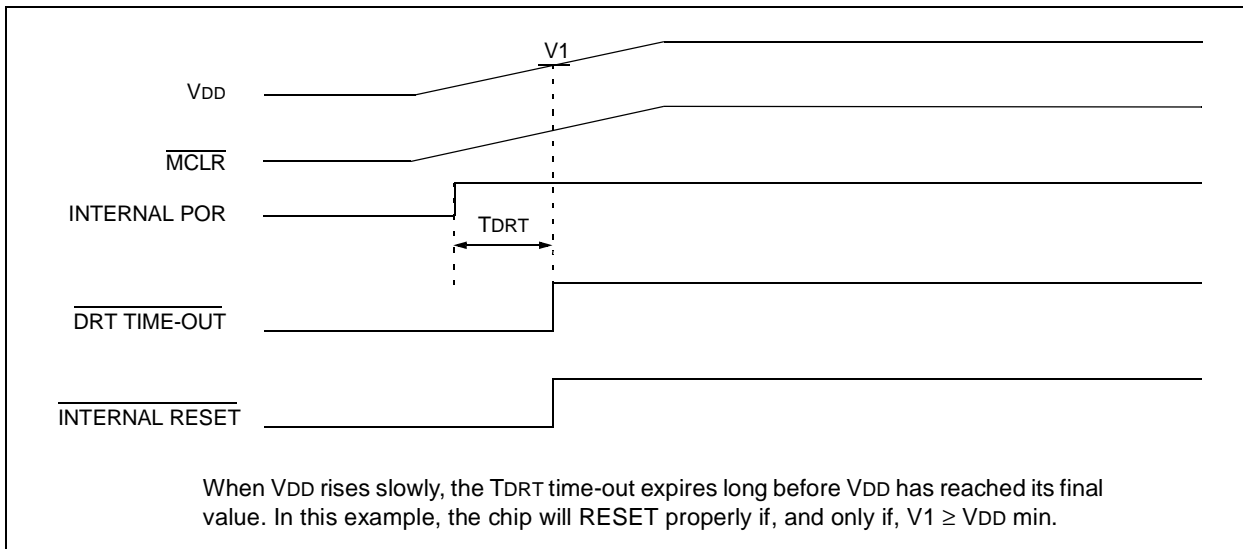 V1
VDD
MCLR
INTERNAL POR
TDRT
DRT TIME-OUT
INTERNAL RESET
When VDD rises slowly, the TDRT time-out expires long before VDD has reached its final
value. In this example, the chip will RESET properly if, and only if, V1 ≥ VDD min.